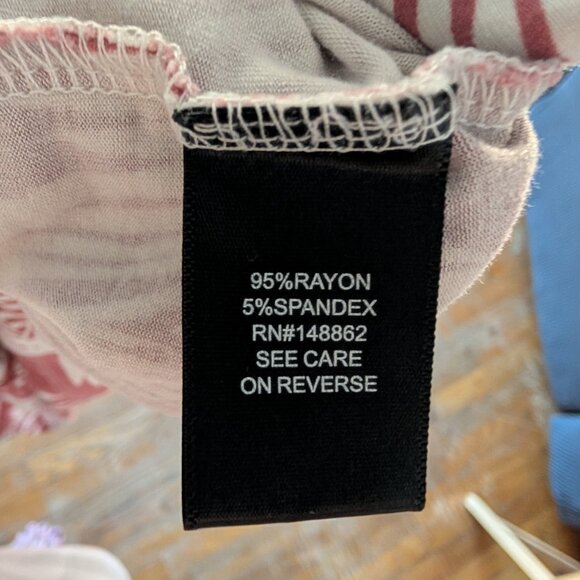 95%RAYON
5%SPANDEX
RN#148862
SEE CARE
ON REVERSE